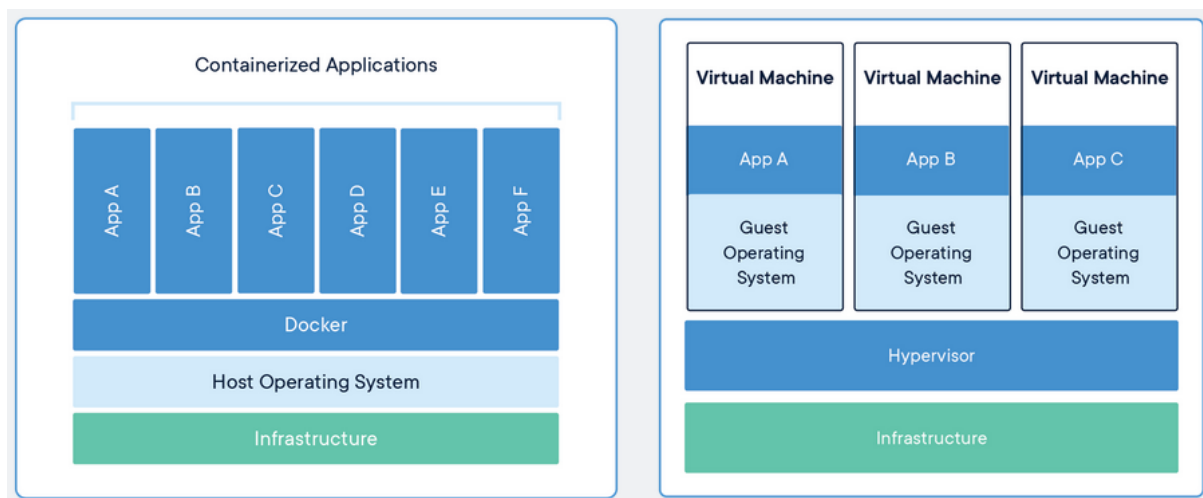 Containerized Applications
App A
App B
App C
App D
App E
App F
Docker
Host Operating System
Infrastructure
Virtual Machine
App A
Guest
Operating
System
Virtual Machine
App B
Guest
Operating
System
Virtual Machine
App C
Guest
Operating
System
Hypervisor
Infrastructure